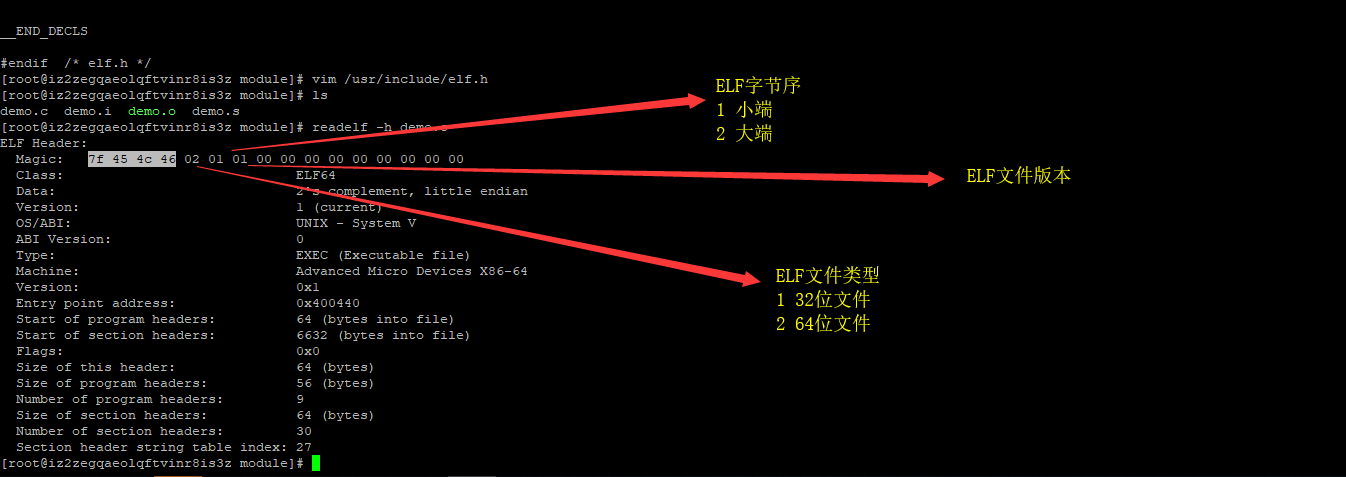 __END_DECLS
#endif  /* elf.h */
[root@iz2zegqaeolqftvinr8is3z module]# vim /usr/include/elf.h
[root@iz2zegqaeolqftvinr8is3z module]# ls
demo.c  demo.i  demo.o  demo.s
[root@iz2zegqaeolqftvinr8is3z module]# readelf -h demo.o
ELF Header:
  Magic:   7f 45 4c 46 02 01 01 00 00 00 00 00 00 00 00 00
  Class:                             ELF64
  Data:                              2's complement, little endian
  Version:                           1 (current)
  OS/ABI:                            UNIX - System V
  ABI Version:                       0
  Type:                              EXEC (Executable file)
  Machine:                           Advanced Micro Devices X86-64
  Version:                           0x1
  Entry point address:               0x400440
  Start of program headers:          64 (bytes into file)
  Start of section headers:          6632 (bytes into file)
  Flags:                             0x0
  Size of this header:               64 (bytes)
  Size of program headers:           56 (bytes)
  Number of program headers:         9
  Size of section headers:           64 (bytes)
  Number of section headers:         30
  Section header string table index: 27
[root@iz2zegqaeolqftvinr8is3z module]#
ELF字节序
1 小端
2 大端
ELF文件版本
ELF文件类型
1 32位文件
2 64位文件